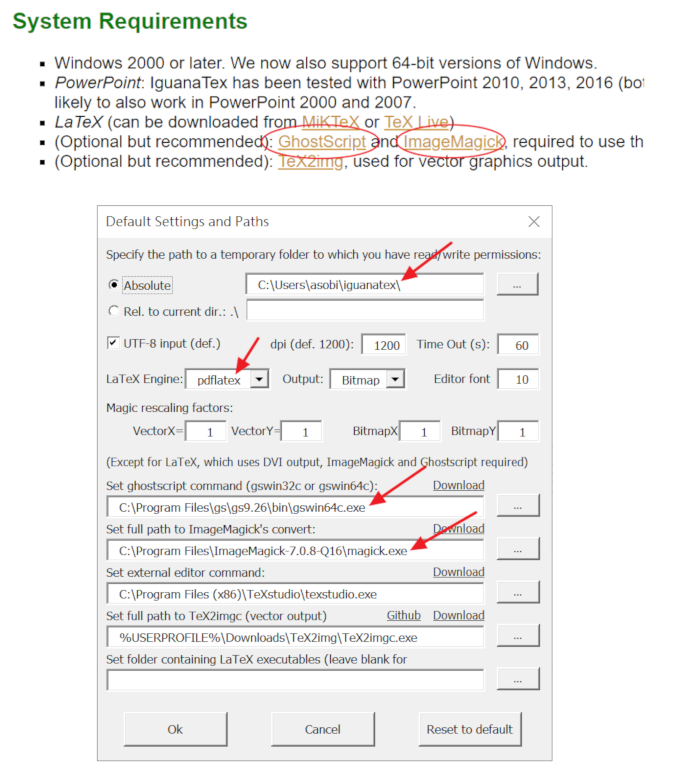 System Requirements
▪ Windows 2000 or later. We now also support 64-bit versions of Windows.
▪ PowerPoint: IguanaTex has been tested with PowerPoint 2010, 2013, 2016 (bot
likely to also work in PowerPoint 2000 and 2007.
▪ LaTeX (can be downloaded from MiKTeX or TeX Live)
▪ (Optional but recommended): GhostScript and ImageMagick, required to use th
▪ (Optional but recommended): TeX2img, used for vector graphics output.
Default Settings and Paths
Specify the path to a temporary folder to which you have read/write permissions:
Absolute C:\Users\asobi\iguanatex\ ...
Rel. to current dir.: .\
UTF-8 input (def.) dpi (def. 1200): 1200 Time Out (s): 60
LaTeX Engine: pdflatex Output: Bitmap Editor font 10
Magic rescaling factors:
VectorX= 1 VectorY= 1 BitmapX 1 BitmapY 1
(Except for LaTeX, which uses DVI output, ImageMagick and Ghostscript required)
Set ghostscript command (gswin32c or gswin64c): Download
C:\Program Files\gs\gs9.26\bin\gswin64c.exe ...
Set full path to ImageMagick's convert: Download
C:\Program Files\ImageMagick-7.0.8-Q16\magick.exe ...
Set external editor command: Download
C:\Program Files (x86)\TeXstudio\texstudio.exe ...
Set full path to TeX2imgc (vector output) Github Download
%USERPROFILE%\Downloads\TeX2img\TeX2imgc.exe ...
Set folder containing LaTeX executables (leave blank for
...
Ok Cancel Reset to default